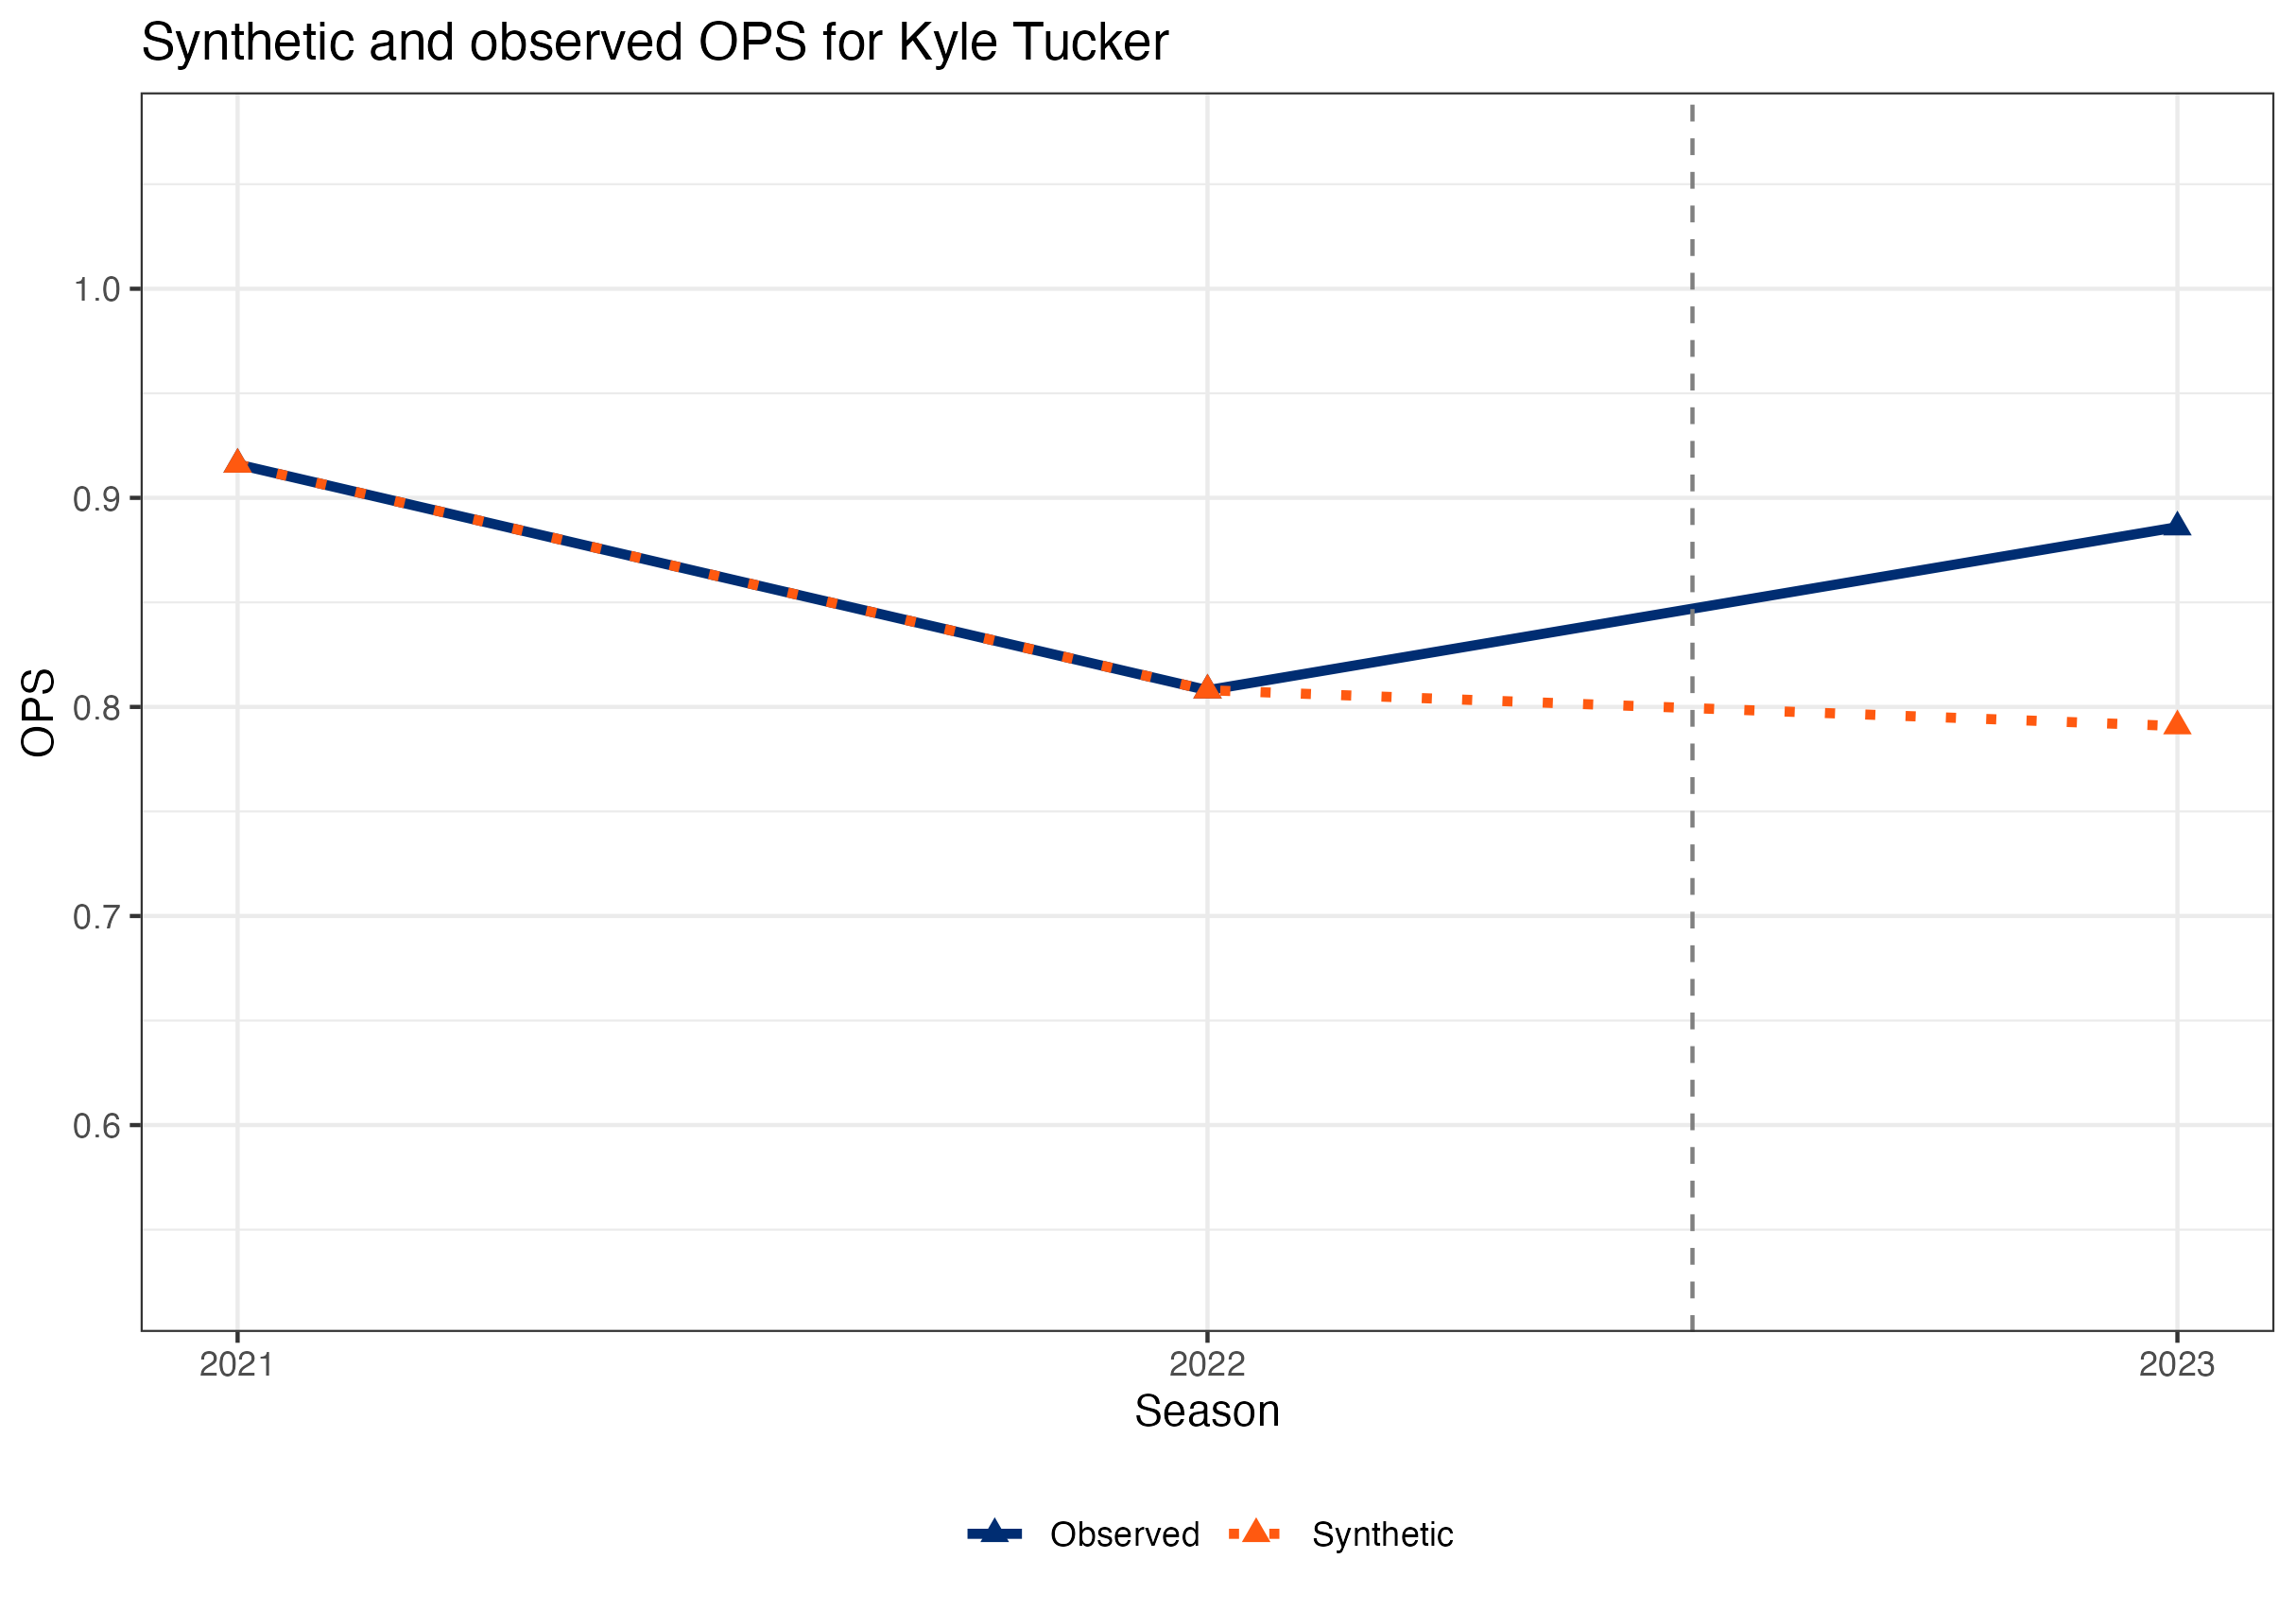 Synthetic and observed OPS for Kyle Tucker
1.0
0.9
0.8
0.7
0.6
OPS
2021 2022 2023
Season
Observed Synthetic